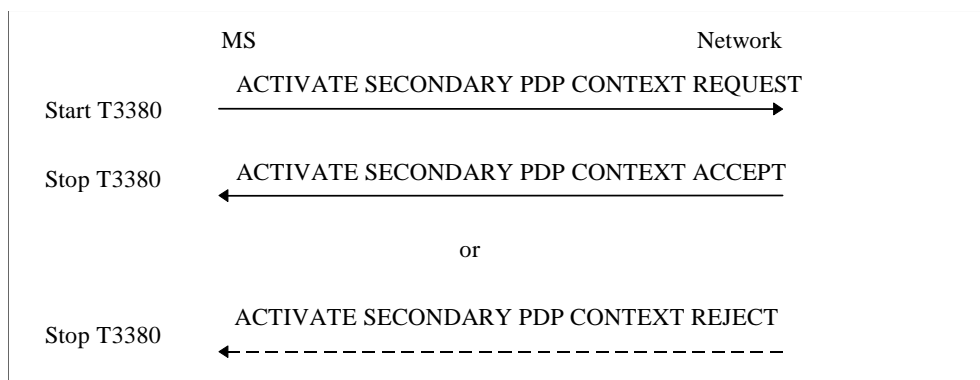 MS Network
ACTIVATE SECONDARY PDP CONTEXT REQUEST
Start T3380
ACTIVATE SECONDARY PDP CONTEXT ACCEPT
Stop T3380
or
ACTIVATE SECONDARY PDP CONTEXT REJECT
Stop T3380